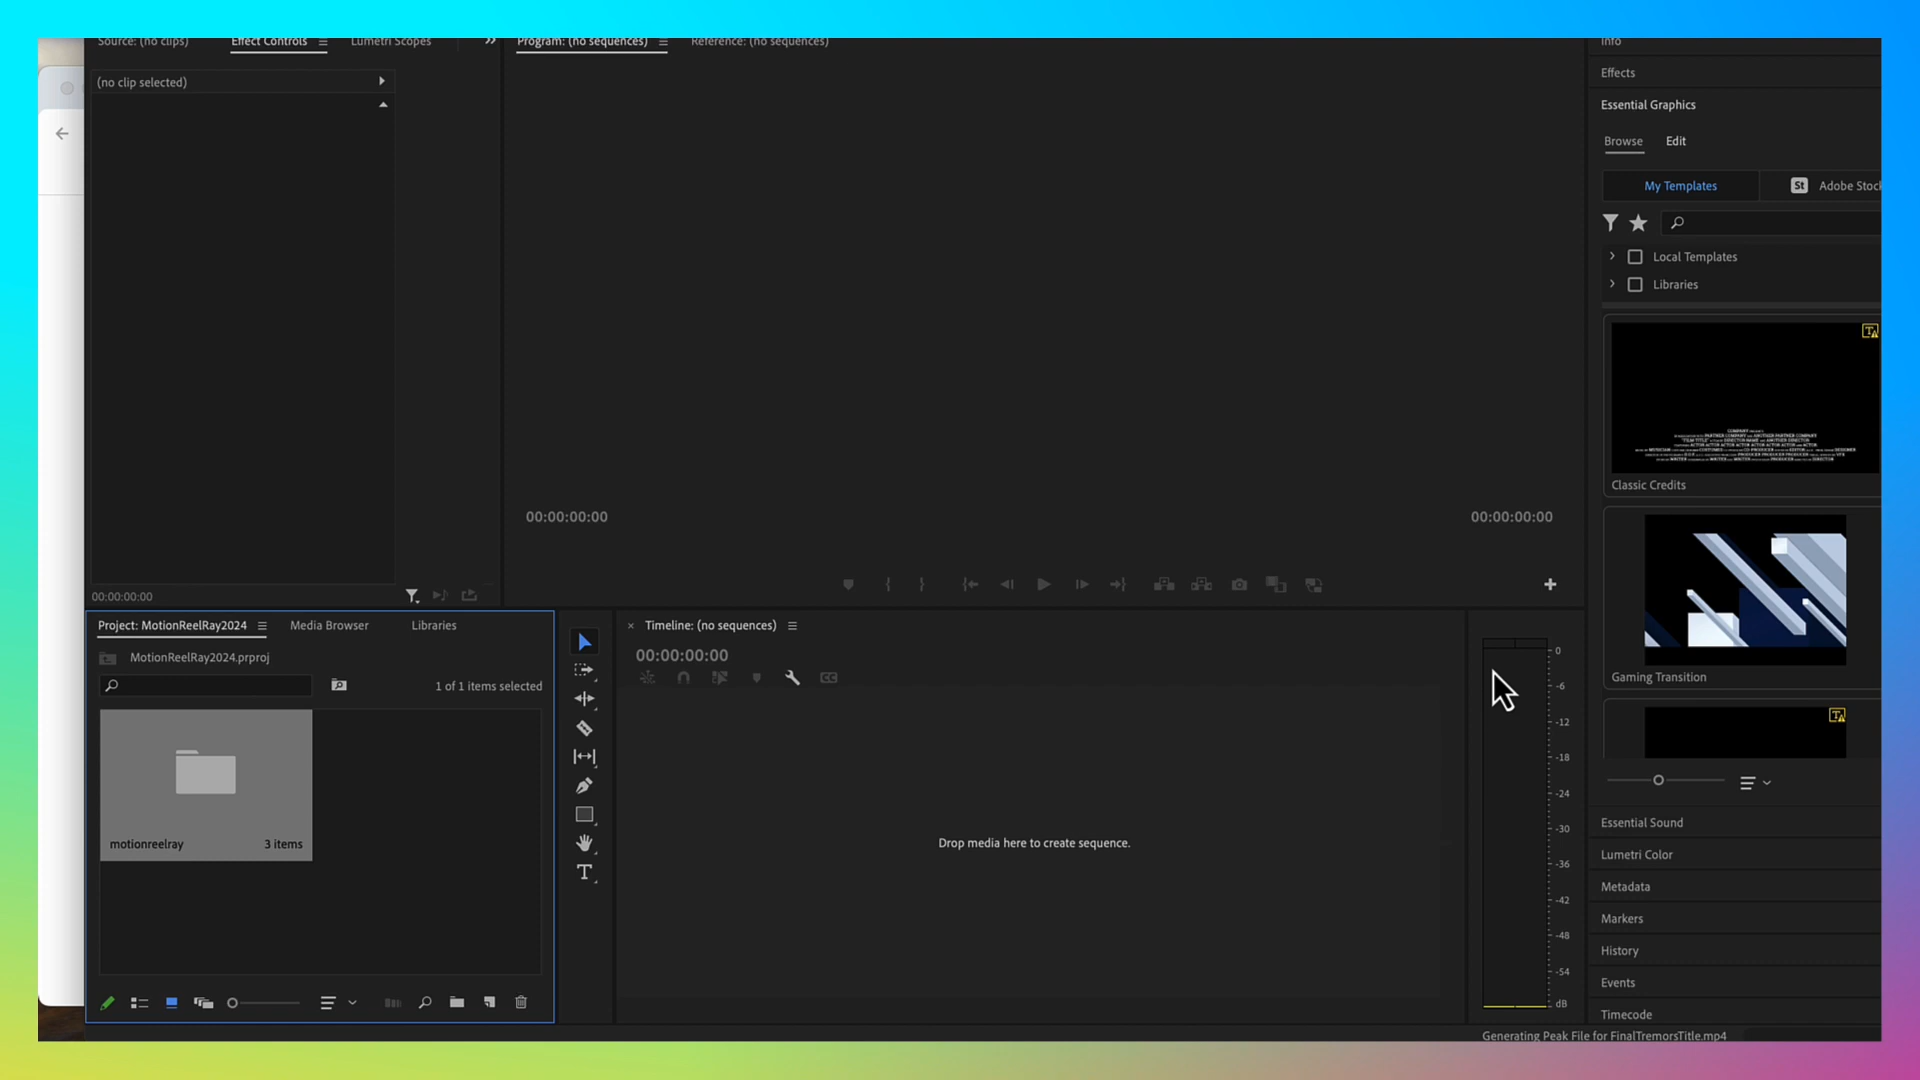 Source: (no clips)
Effect Controls
Lumetri Scopes
Program: (no sequences)
Reference: (no sequences)
Info
(no clip selected)
Effects
Essential Graphics
Browse
Edit
My Templates
St
Adobe Stoc
Local Templates
Libraries
Classic Credits
00:00:00:00
00:00:00:00
00:00:00:00
Gaming Transition
Project: MotionReelRay2024
Media Browser
Libraries
MotionReelRay2024.prproj
1 of 1 items selected
motionreelray
3 items
Timeline: (no sequences)
00:00:00:00
CC
Drop media here to create sequence.
T
0
-6
-12
-18
-24
-30
-36
-42
-48
-54
dB
Essential Sound
Lumetri Color
Metadata
Markers
History
Events
Timecode
Generating Peak File for FinalTremorsTitle.mp4